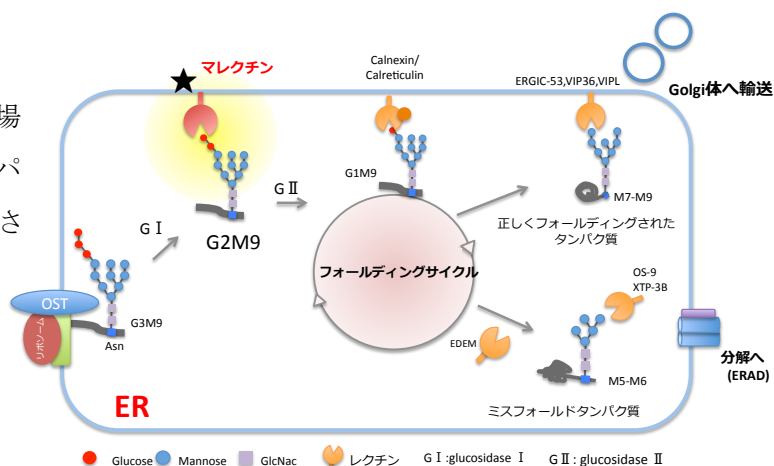 場
パ
さ
マレクチン
Calnexin/
Calreticulin
ERGIC-53,VIP36,VIPL
Golgi体へ輸送
G1M9
M7-M9
GⅠ
GⅡ
G2M9
正しくフォールディングされた
タンパク質
フォールディングサイクル
OS-9
XTP-3B
OST
リボソーム
G3M9
Asn
EDEM
M5-M6
分解へ
(ERAD)
ER
ミスフォールドタンパク質
Glucose
Mannose
GlcNac
レクチン
GⅠ:glucosidase Ⅰ
GⅡ: glucosidase Ⅱ